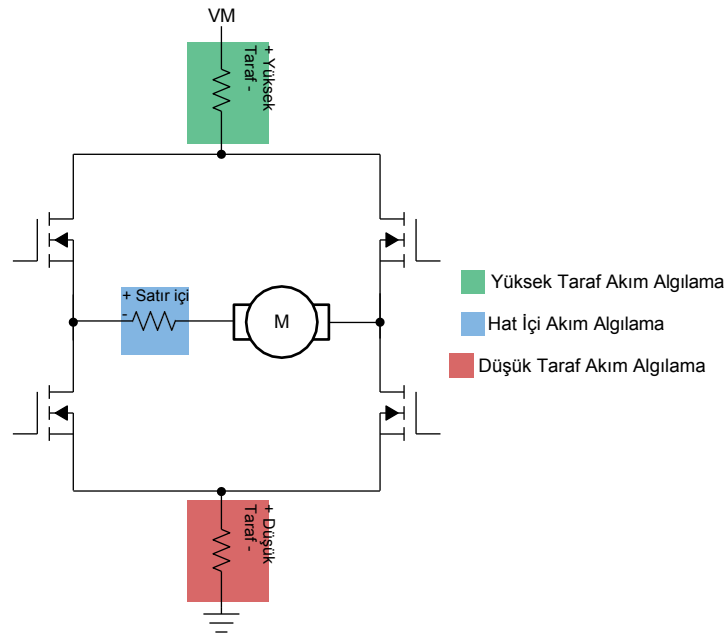 VM
+ Yüksek
Taraf -
+ Satır içi
-
M
Yüksek Taraf Akım Algılama
Hat İçi Akım Algılama
Düşük Taraf Akım Algılama
+ Düşük
Taraf -